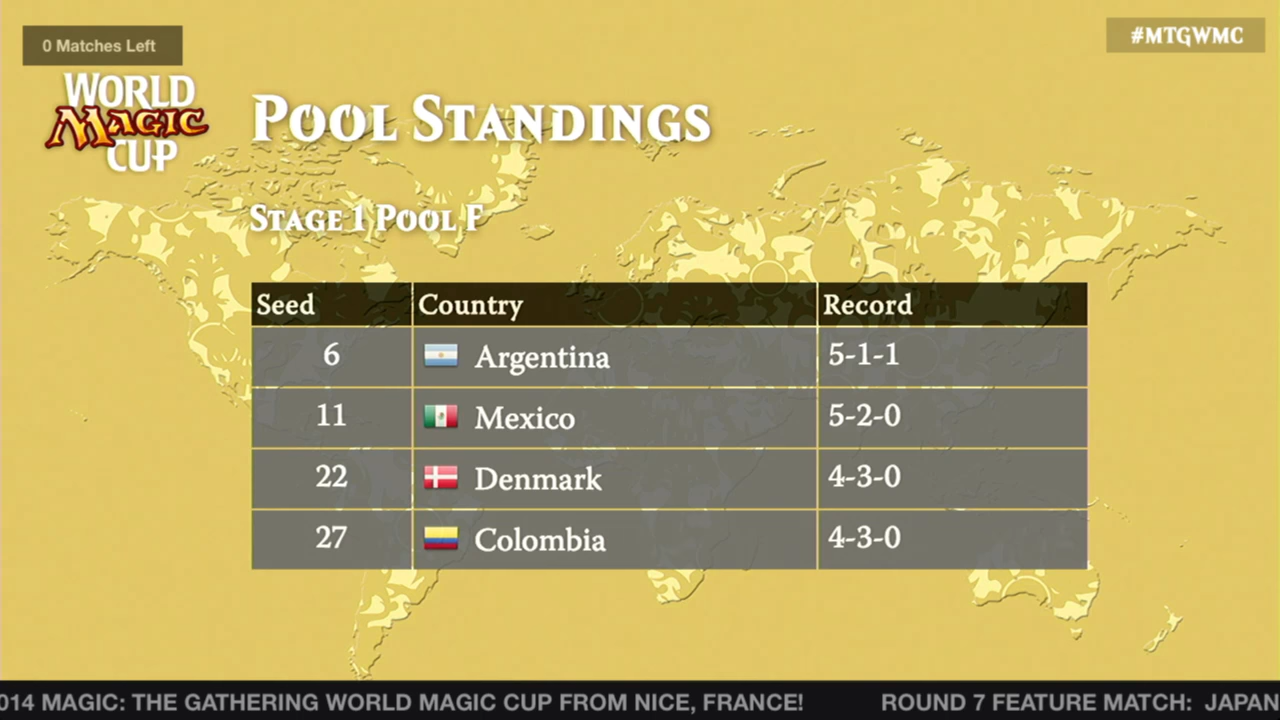 0 Matches Left
#MTGWMC
WORLD
MAGIC
CUP
POOL STANDINGS
STAGE 1 POOL F
Seed Country Record
6 Argentina 5-1-1
11 Mexico 5-2-0
22 Denmark 4-3-0
27 Colombia 4-3-0
014 MAGIC: THE GATHERING WORLD MAGIC CUP FROM NICE, FRANCE! ROUND 7 FEATURE MATCH: JAPAN